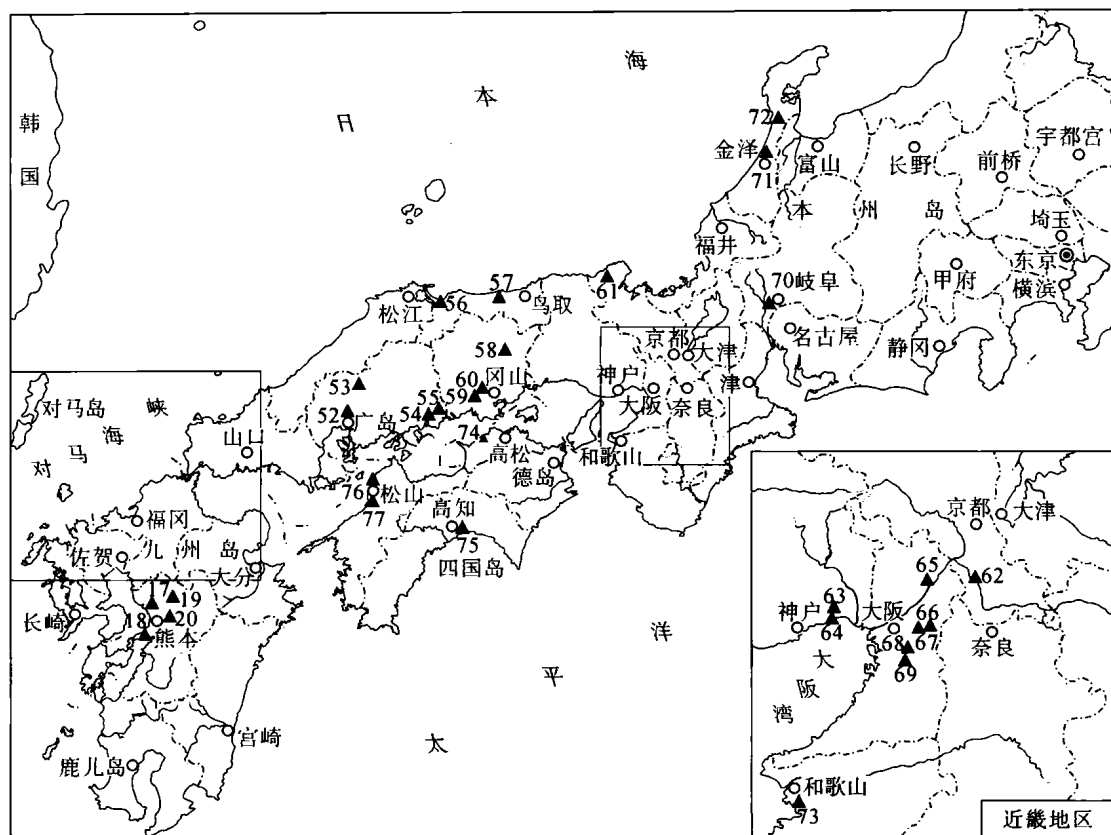 日 本 海
韩国
72
金泽
71
富山
长野
前桥
宇都宫
本 州 岛
埼玉
福井
东京
甲府
横滨
70 岐阜
61
57
56
松江
鸟取
名古屋
静冈
京都
大津
58
冈山
神户
大阪
奈良
津
53
60
59
55
54
52
广岛
对马岛
对马海峡
山口
74
高松
德岛
和歌山
76
松山
77
高知
75
四国岛
福冈
佐贺
九州岛
大分
17
19
长崎
18
20
熊本
宫崎
鹿儿岛
太 平 洋
京都
大津
65
62
63
神户
64
大阪
66
67
68
69
奈良
大阪湾
和歌山
73
近畿地区